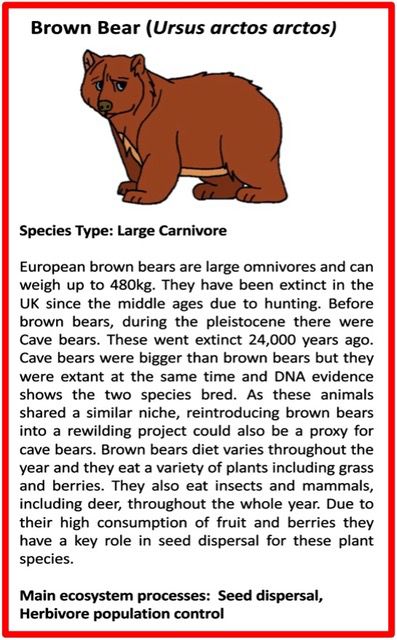 Brown Bear (Ursus arctos arctos)
Species Type: Large Carnivore
European brown bears are large omnivores and can
weigh up to 480kg. They have been extinct in the
UK since the middle ages due to hunting. Before
brown bears, during the pleistocene there were
Cave bears. These went extinct 24,000 years ago.
Cave bears were bigger than brown bears but they
were extant at the same time and DNA evidence
shows the two species bred. As these animals
shared a similar niche, reintroducing brown bears
into a rewilding project could also be a proxy for
cave bears. Brown bears diet varies throughout the
year and they eat a variety of plants including grass
and berries. They also eat insects and mammals,
including deer, throughout the whole year. Due to
their high consumption of fruit and berries they
have a key role in seed dispersal for these plant
species.
Main ecosystem processes: Seed dispersal,
Herbivore population control